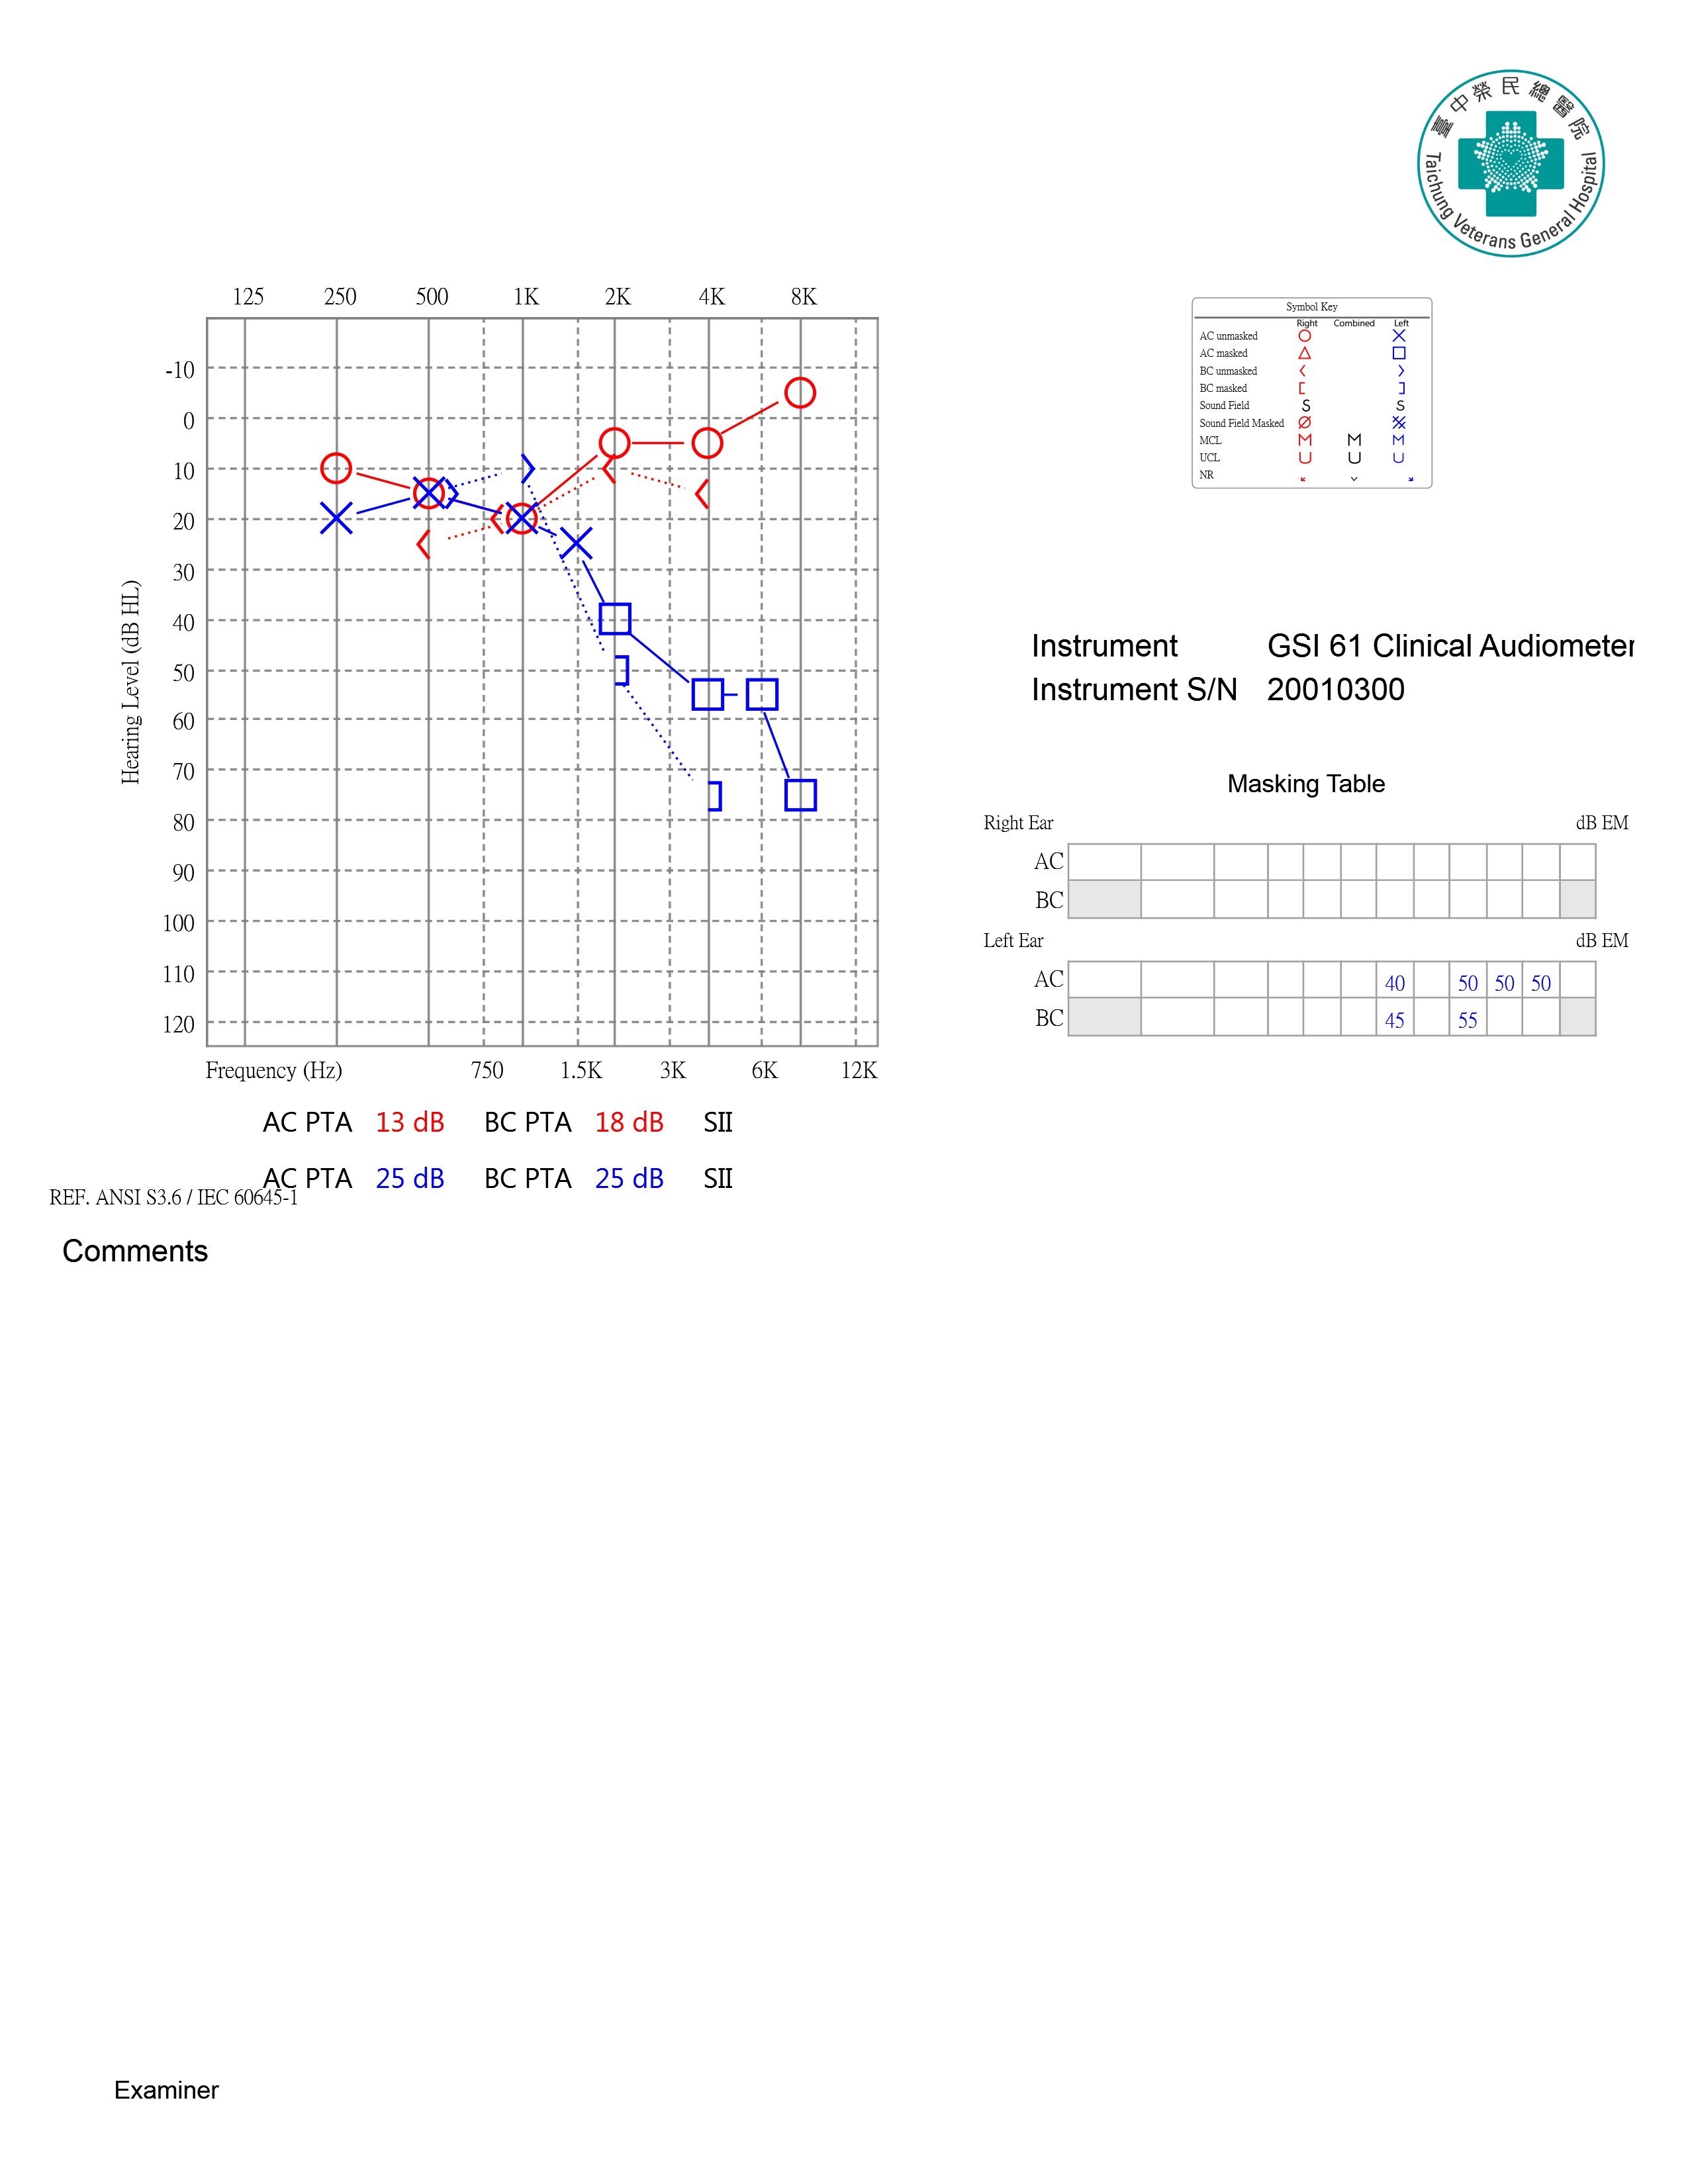 臺中榮民總醫院
Taichung Veterans General Hospital
125 250 500 1K 2K 4K 8K
-10
0
10
20
30
40
50
60
70
80
90
100
110
120
Hearing Level (dB HL)
Frequency (Hz) 750 1.5K 3K 6K 12K
AC PTA 13 dB BC PTA 18 dB SII
AC PTA 25 dB BC PTA 25 dB SII
REF. ANSI S3.6 / IEC 60645-1
Comments
Symbol Key
Right Combined Left
AC unmasked
AC masked
BC unmasked
BC masked
Sound Field S S
Sound Field Masked
MCL M M M
UCL U U U
NR
Instrument GSI 61 Clinical Audiometer
Instrument S/N 20010300
Masking Table
Right Ear dB EM
AC
BC
Left Ear dB EM
AC 40 50 50 50
BC 45 55
Examiner